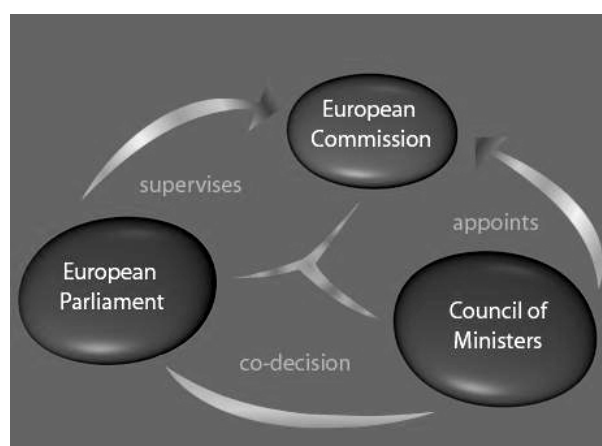 European
Commission
supervises
appoints
European
Parliament
Council of
Ministers
co-decision